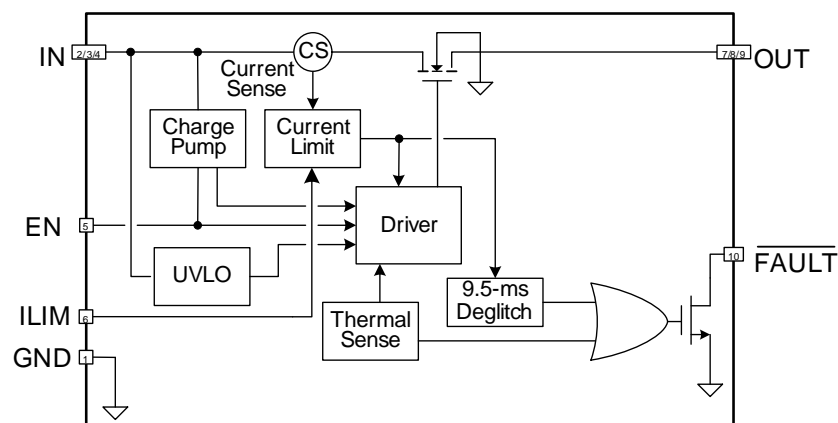 IN
2/3/4
CS
7/8/9
OUT
Current
Sense
Charge
Pump
Current
Limit
EN
5
Driver
UVLO
9.5-ms
Deglitch
10
FAULT
ILIM
6
Thermal
Sense
GND
1